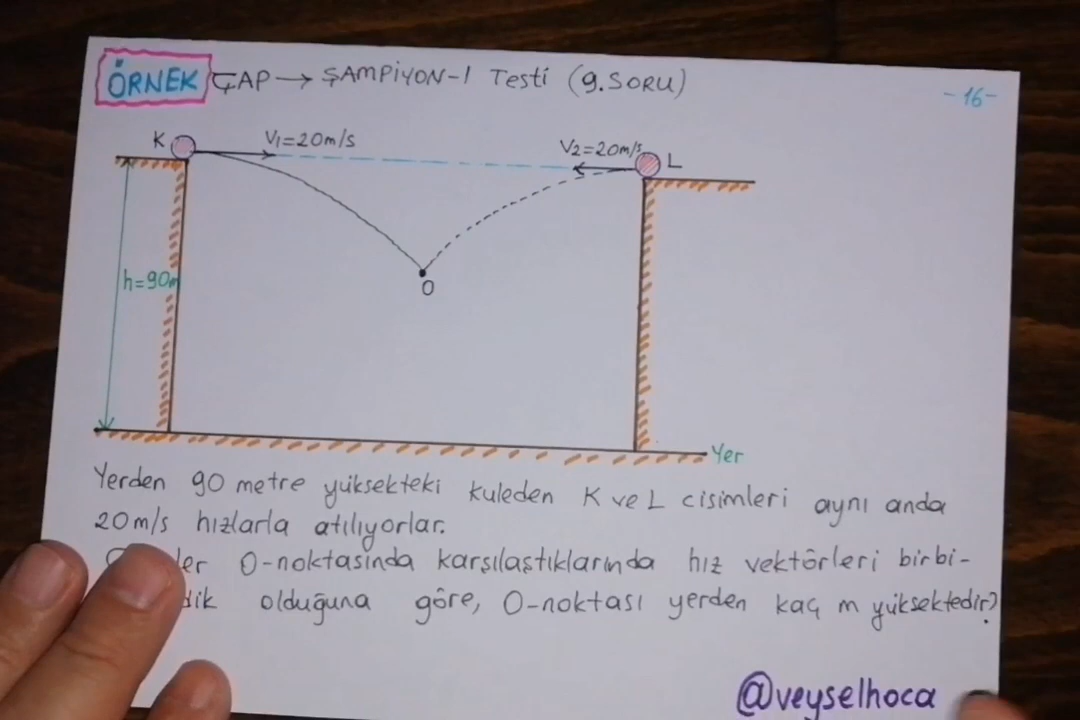 ÖRNEK ÇAP → ŞAMPİYON-1 Testi (9.SORU)
-16-
K V1=20m/s V2=20m/s L
h=90m
O
Yer
Yerden 90 metre yüksekteki kuleden K ve L cisimleri aynı anda
20m/s hızlarla atılıyorlar.
O-noktasında karşılaştıklarında hız vektörleri birbi-
dik olduğuna göre, O-noktası yerden kaç m yüksektedir?
@veyselhoca